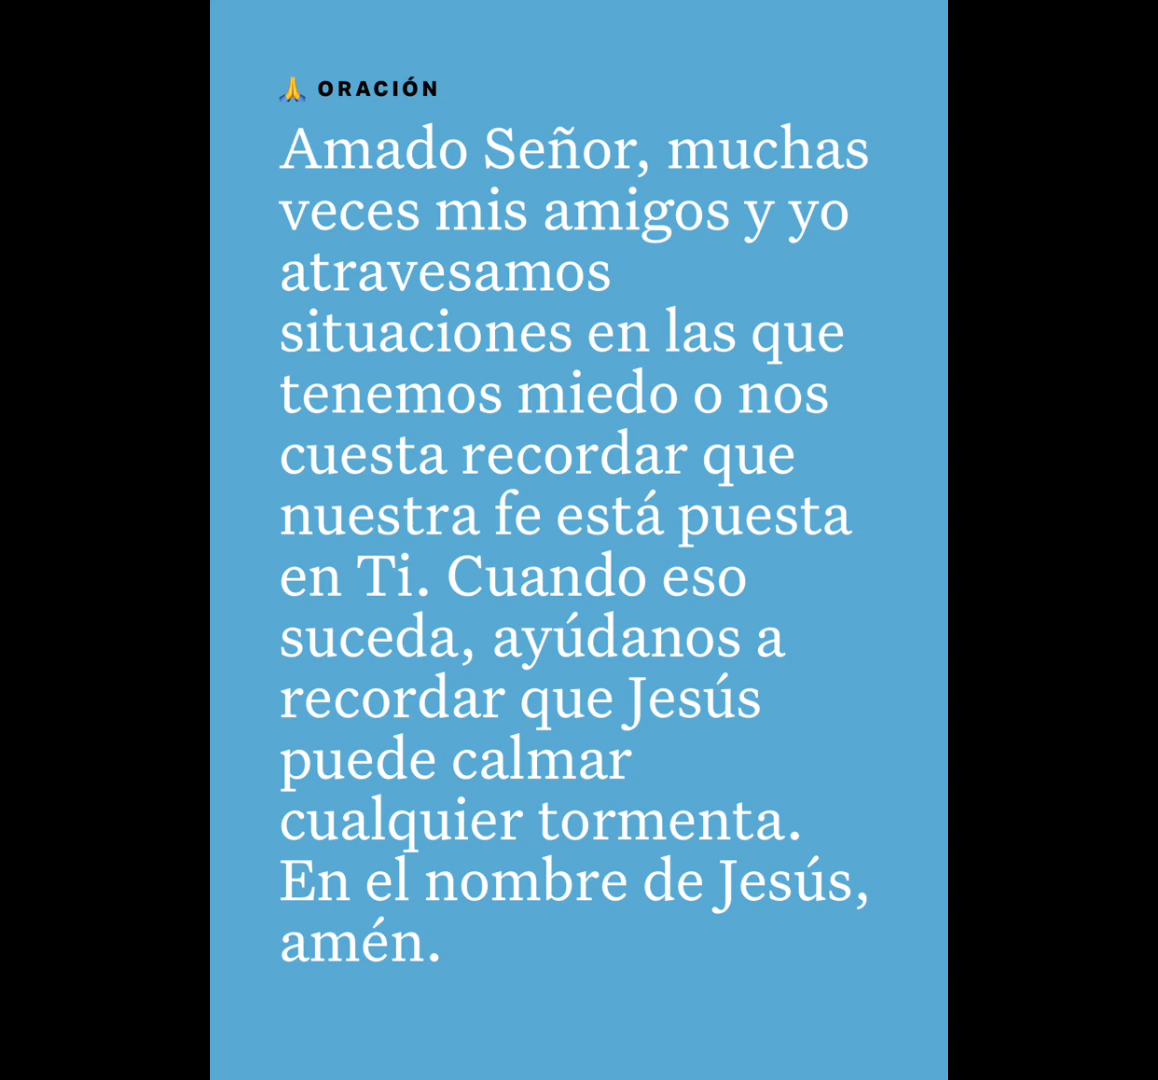 🙏 ORACIÓN
Amado Señor, muchas
veces mis amigos y yo
atravesamos
situaciones en las que
tenemos miedo o nos
cuesta recordar que
nuestra fe está puesta
en Ti. Cuando eso
suceda, ayúdanos a
recordar que Jesús
puede calmar
cualquier tormenta.
En el nombre de Jesús,
amén.